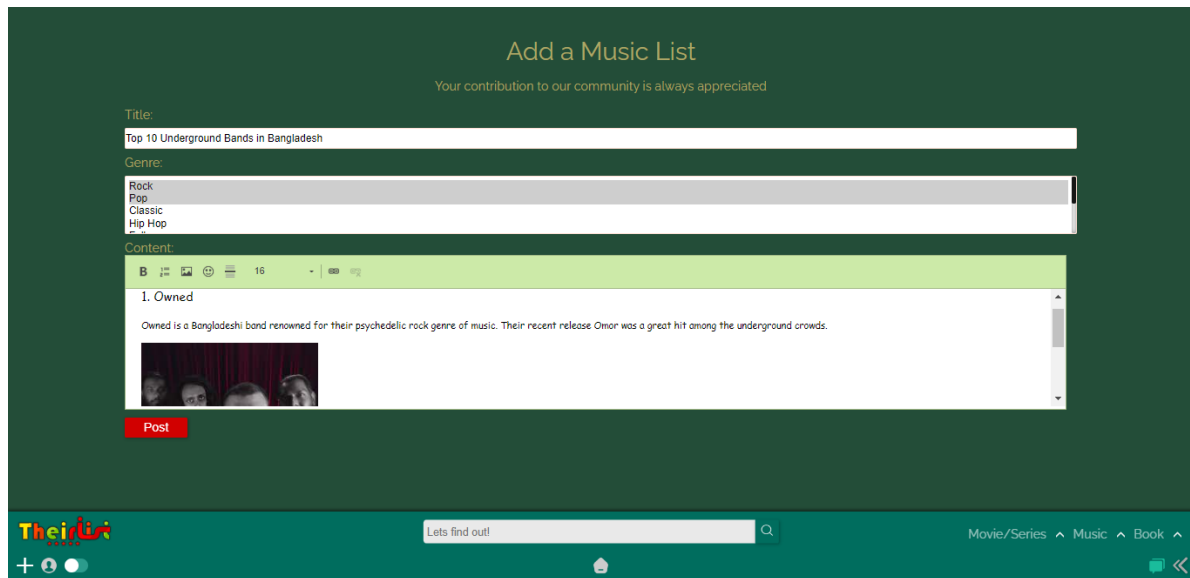 Add a Music List
Your contribution to our community is always appreciated
Title:
Top 10 Underground Bands in Bangladesh
Genre:
Rock
Pop
Classic
Hip Hop
Content:
B 16
1. Owned
Owned is a Bangladeshi band renowned for their psychedelic rock genre of music. Their recent release Omor was a great hit among the underground crowds.
Post
TheirList
Lets find out!
Movie/Series Music Book